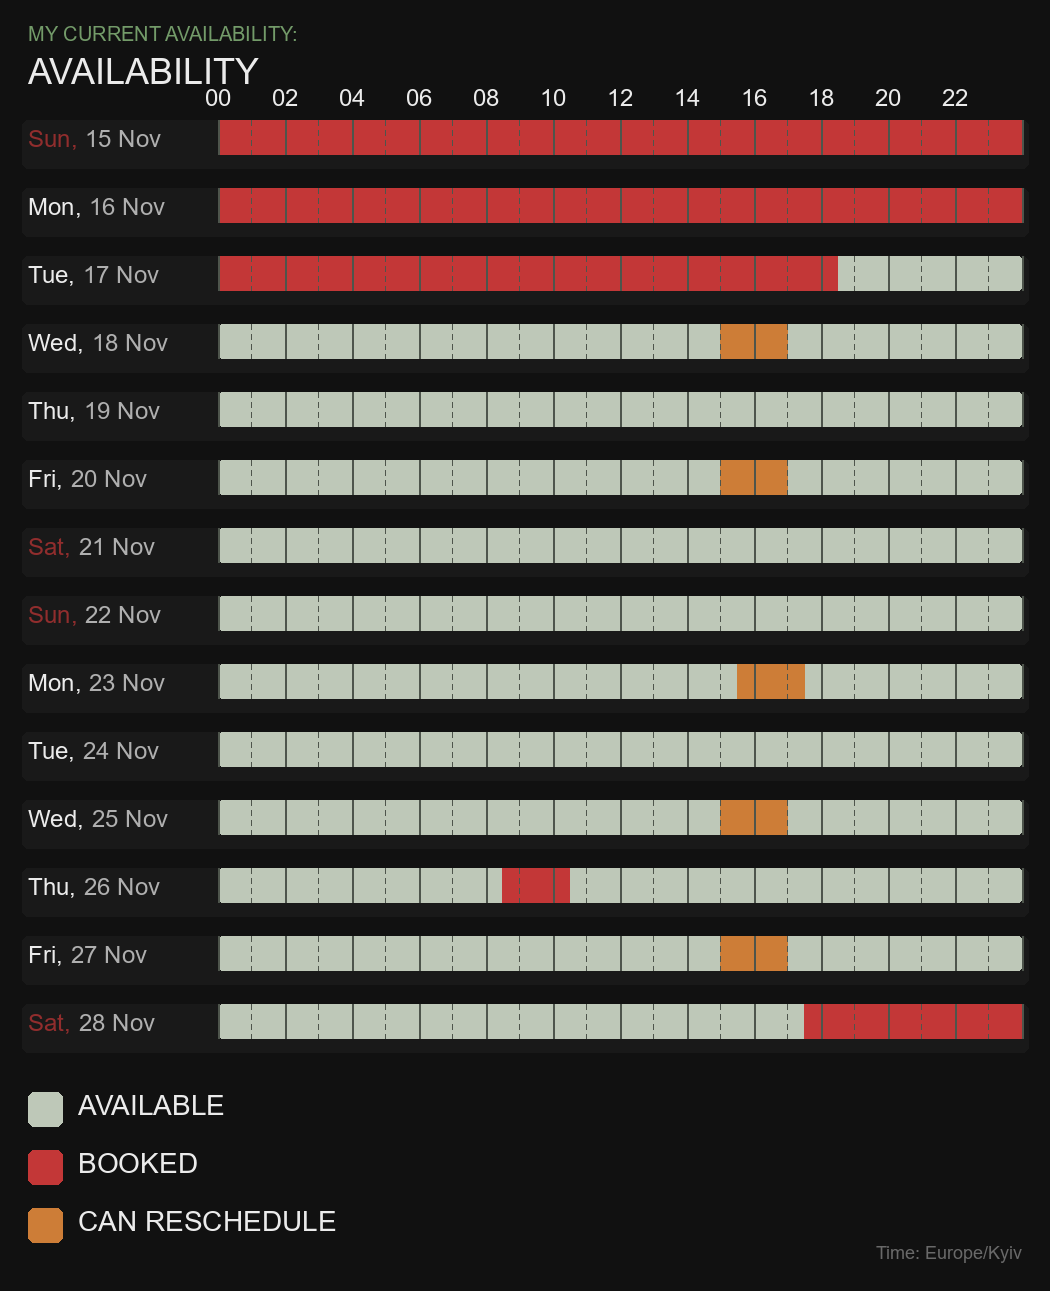 MY CURRENT AVAILABILITY:
AVAILABILITY
00 02 04 06 08 10 12 14 16 18 20 22
Sun, 15 Nov
Mon, 16 Nov
Tue, 17 Nov
Wed, 18 Nov
Thu, 19 Nov
Fri, 20 Nov
Sat, 21 Nov
Sun, 22 Nov
Mon, 23 Nov
Tue, 24 Nov
Wed, 25 Nov
Thu, 26 Nov
Fri, 27 Nov
Sat, 28 Nov
AVAILABLE
BOOKED
CAN RESCHEDULE
Time: Europe/Kyiv